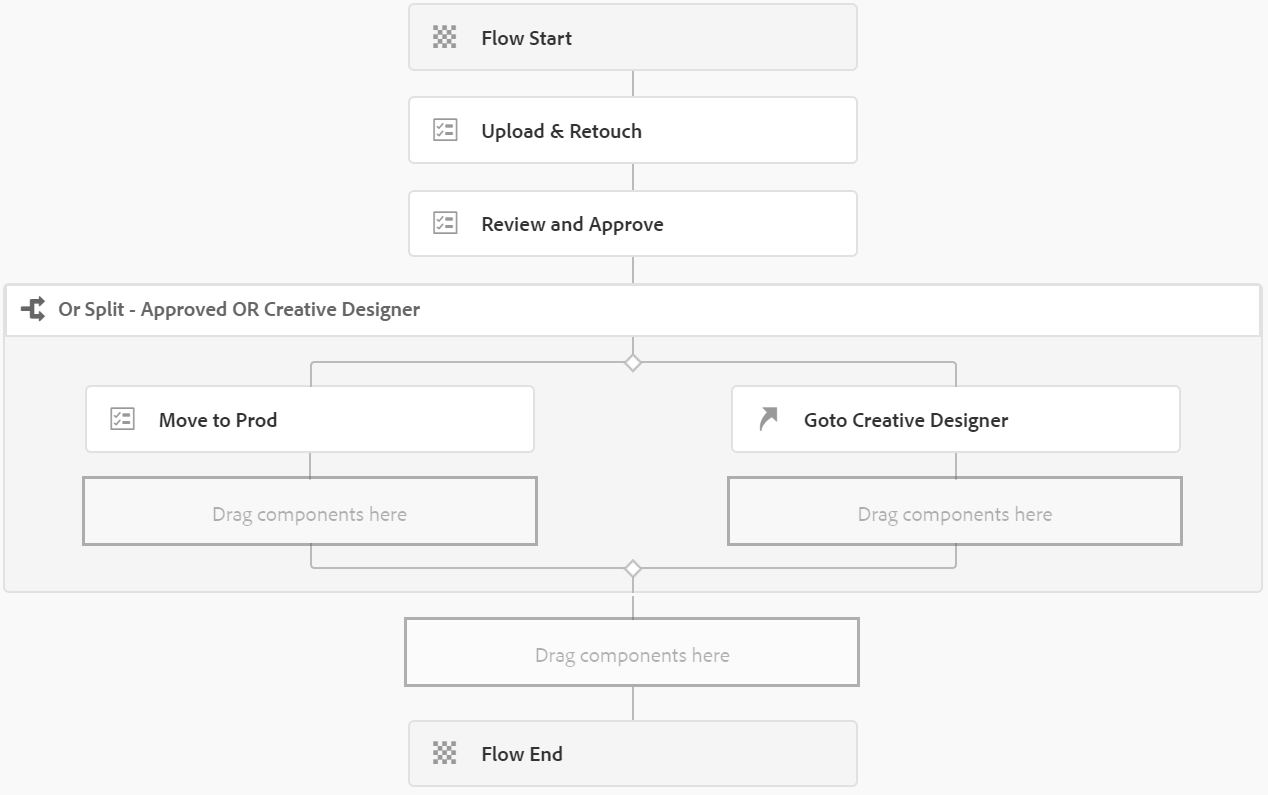 Flow Start
Upload & Retouch
Review and Approve
Or Split - Approved OR Creative Designer
Move to Prod
Goto Creative Designer
Drag components here
Drag components here
Drag components here
Flow End